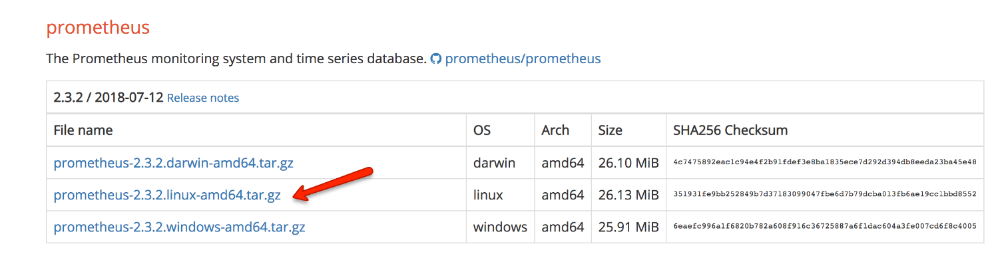 prometheus
The Prometheus monitoring system and time series database. prometheus/prometheus
2.3.2 / 2018-07-12 Release notes
File name OS Arch Size SHA256 Checksum
prometheus-2.3.2.darwin-amd64.tar.gz darwin amd64 26.10 MiB 4c7475892eac1c94e4f2b91fdef3e8ba1835ece7d292d394db8eeda23ba45e48
prometheus-2.3.2.linux-amd64.tar.gz linux amd64 26.13 MiB 351931fe9bb252849b7d37183099047fbe6d7b79dcba013fb6ae19cc1bbd8552
prometheus-2.3.2.windows-amd64.tar.gz windows amd64 25.91 MiB 6eaefc996a1f6820b782a608f916c36725887a6f1dac604a3fe007cd6f8c4005